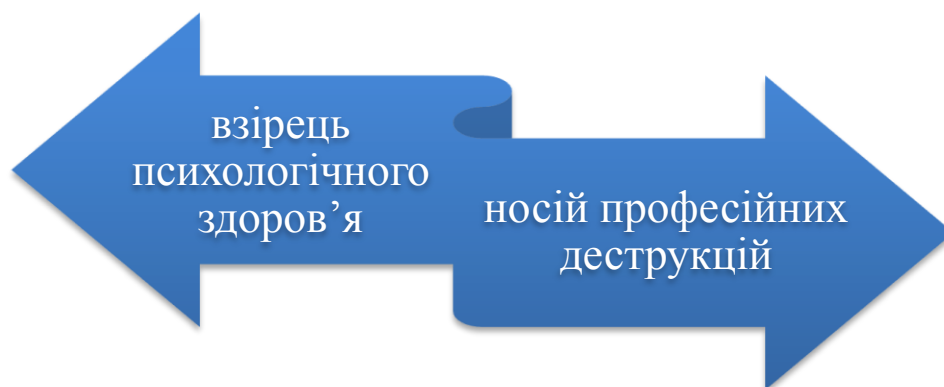 взірець
психологічного
здоров’я
носій професійних
деструкцій